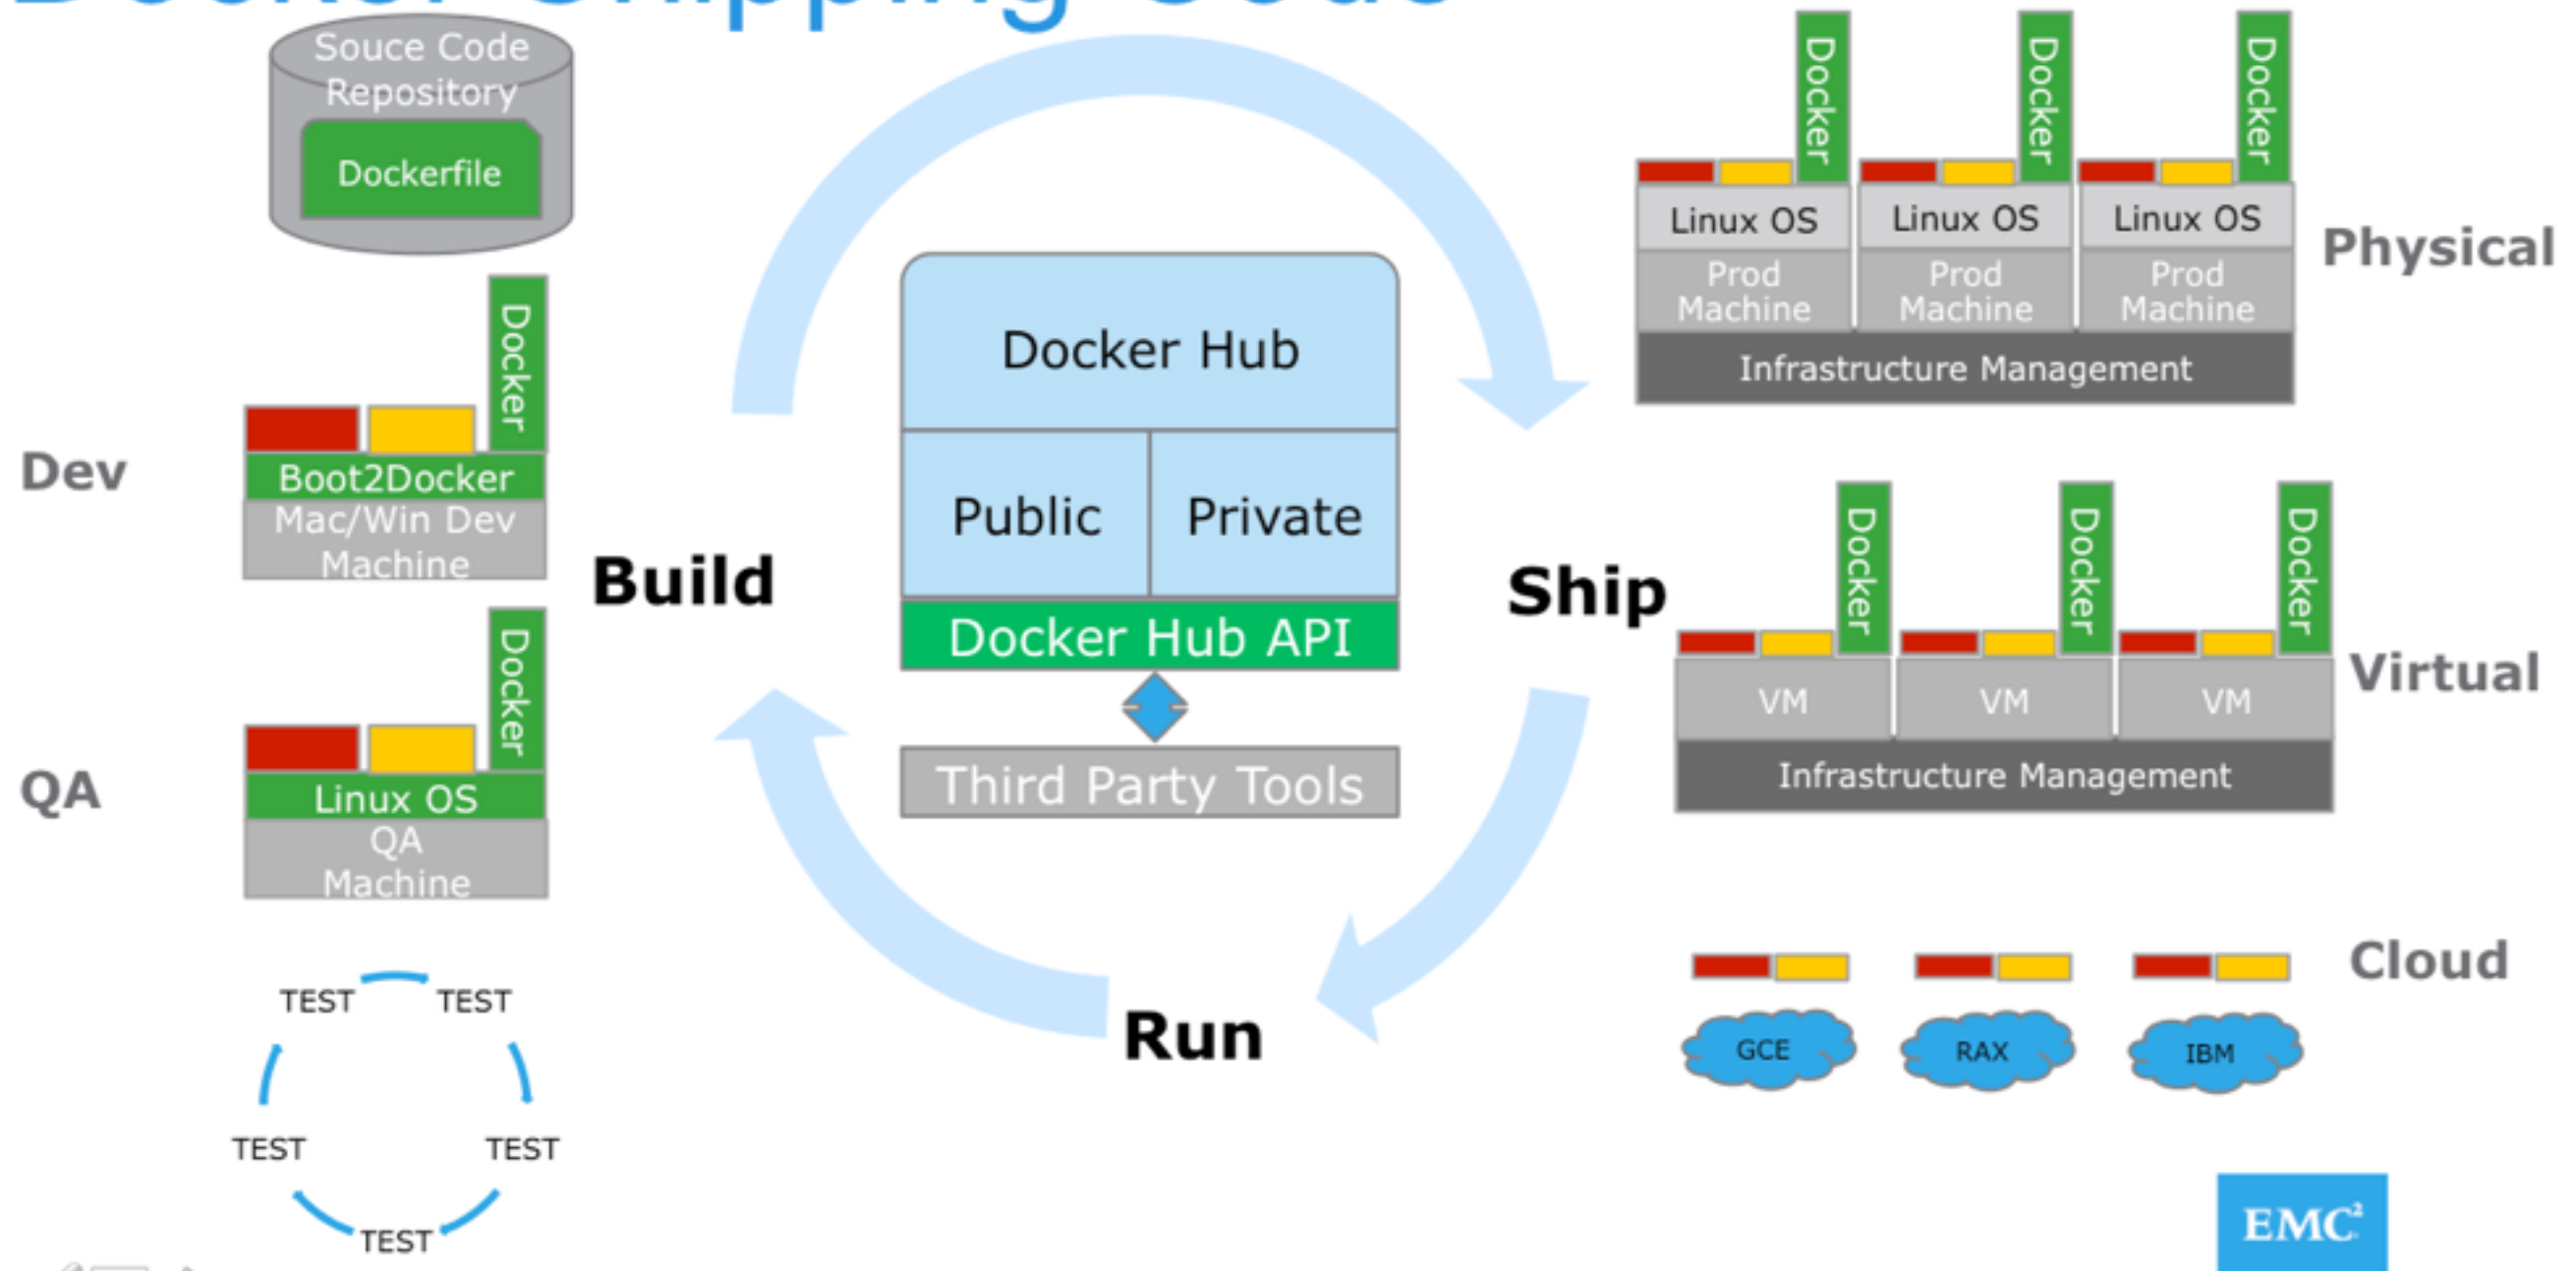 Docker Shipping Code
Souce Code
Repository
Dockerfile
Docker
Dev
Boot2Docker
Mac/Win Dev
Machine
Docker
QA
Linux OS
QA
Machine
TEST
TEST
TEST
TEST
TEST
Build
Docker Hub
Public
Private
Docker Hub API
Third Party Tools
Ship
Run
Docker
Docker
Docker
Linux OS
Linux OS
Linux OS
Prod
Machine
Prod
Machine
Prod
Machine
Infrastructure Management
Physical
Docker
Docker
Docker
VM
VM
VM
Infrastructure Management
Virtual
Cloud
GCE
RAX
IBM
EMC²